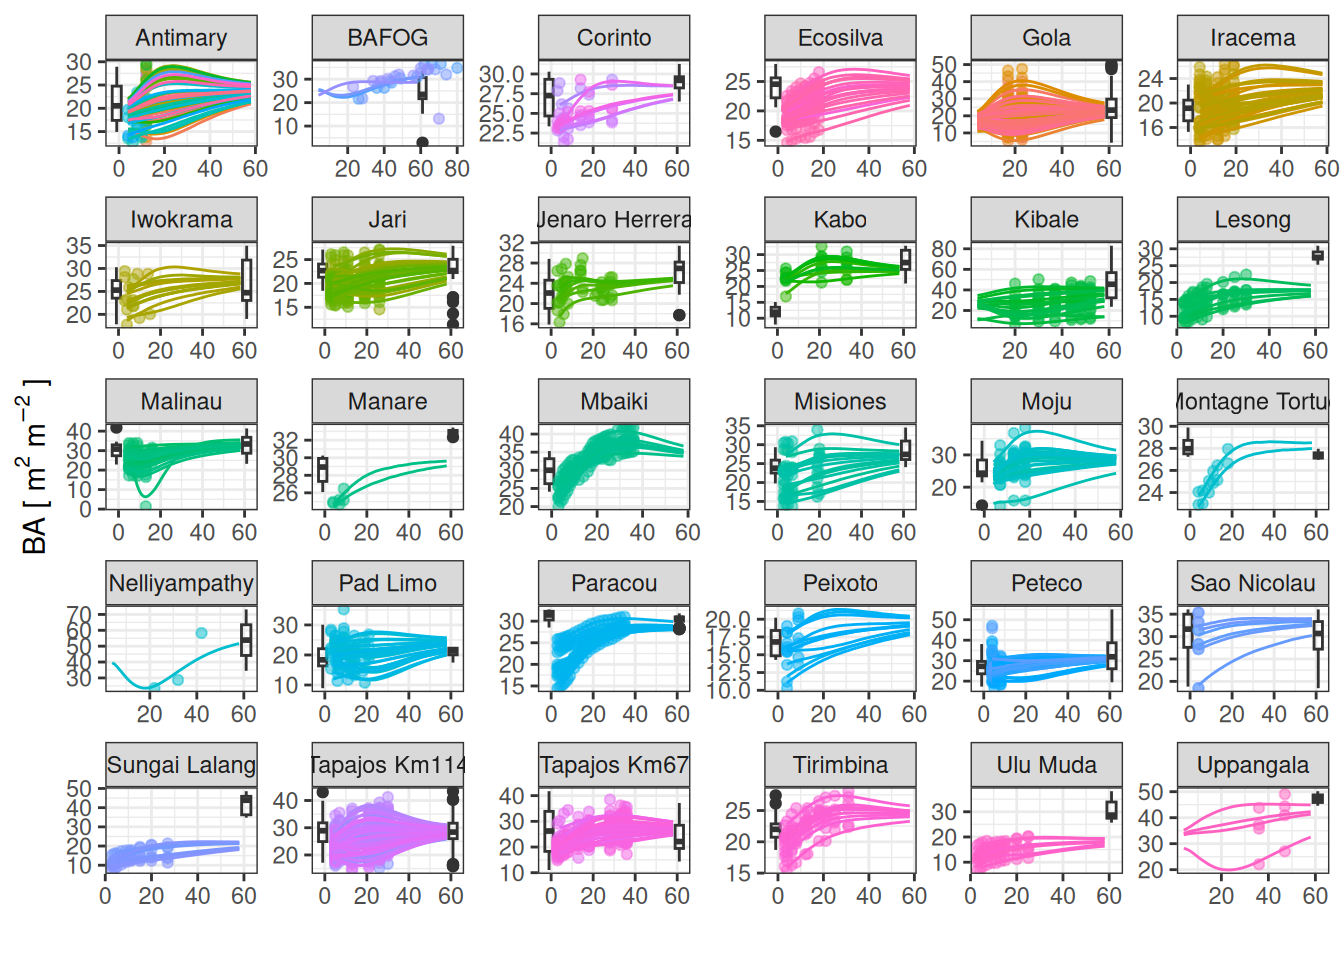 BA [ m² m⁻² ]
Antimary BAFOG Corinto Ecosilva Gola Iracema
30 25 20 15
30 20 10
30.0 27.5 25.0 22.5
25 20 15
50 40 30 20 10
24 20 16
0 20 40 60
20 40 60 80
0 20 40 60
0 20 40 60
0 20 40 60
0 20 40 60
Iwokrama Jari Jenaro Herrera Kabo Kibale Lesong
35 30 25 20
25 20 15
32 28 24 20 16
30 25 20 15 10
80 60 40 20
30 25 20 15 10
0 20 40 60
0 20 40 60
0 20 40 60
0 20 40 60
20 40 60
0 20 40 60
Malinau Manare Mbaiki Misiones Moju Montagne Tortu
40 30 20 10 0
32 30 28 26
40 35 30 25 20
35 30 25 20 15
30 20
30 28 26 24
0 20 40 60
0 20 40 60
0 20 40 60
0 20 40 60
0 20 40 60
0 20 40 60
Nelliyampathy Pad Limo Paracou Peixoto Peteco Sao Nicolau
70 60 50 40 30
30 20 10
30 25 20 15
20.0 17.5 15.0 12.5 10.0
50 40 30 20
35 30 25 20
20 40 60
0 20 40 60
0 20 40 60
0 20 40 60
0 20 40 60
0 20 40 60
Sungai Lalang Tapajos Km114 Tapajos Km67 Tirimbina Ulu Muda Uppangala
50 40 30 20 10
40 30 20
40 30 20 10
25 20 15
30 20 10
50 40 30 20
0 20 40 60
0 20 40 60
0 20 40 60
0 20 40 60
0 20 40 60
20 40 60